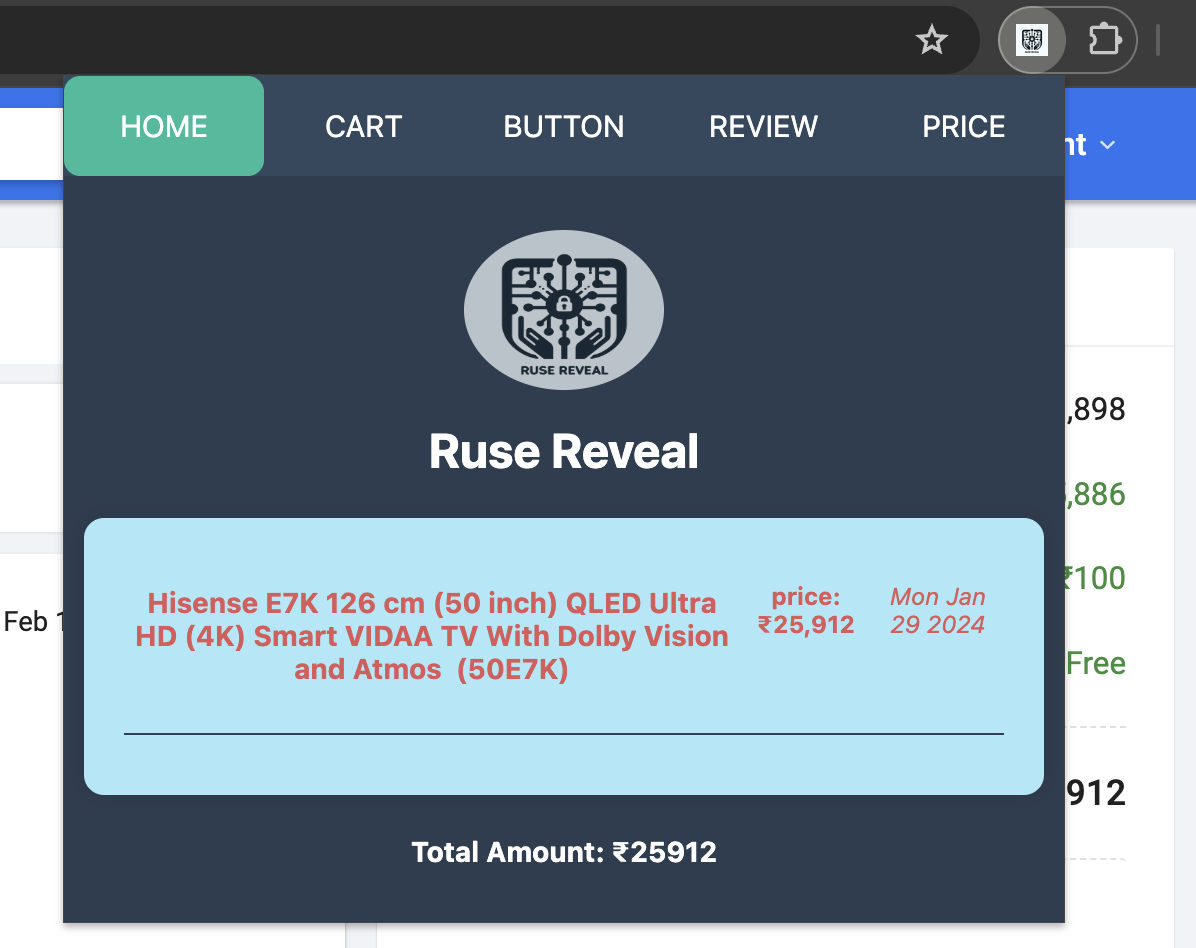 HOME CART BUTTON REVIEW PRICE
RUSE REVEAL
Ruse Reveal
,898
,886
₹100
Free
912
Feb
Hisense E7K 126 cm (50 inch) QLED Ultra
HD (4K) Smart VIDAA TV With Dolby Vision
and Atmos (50E7K)
price:
₹25,912
Mon Jan
29 2024
Total Amount: ₹25912